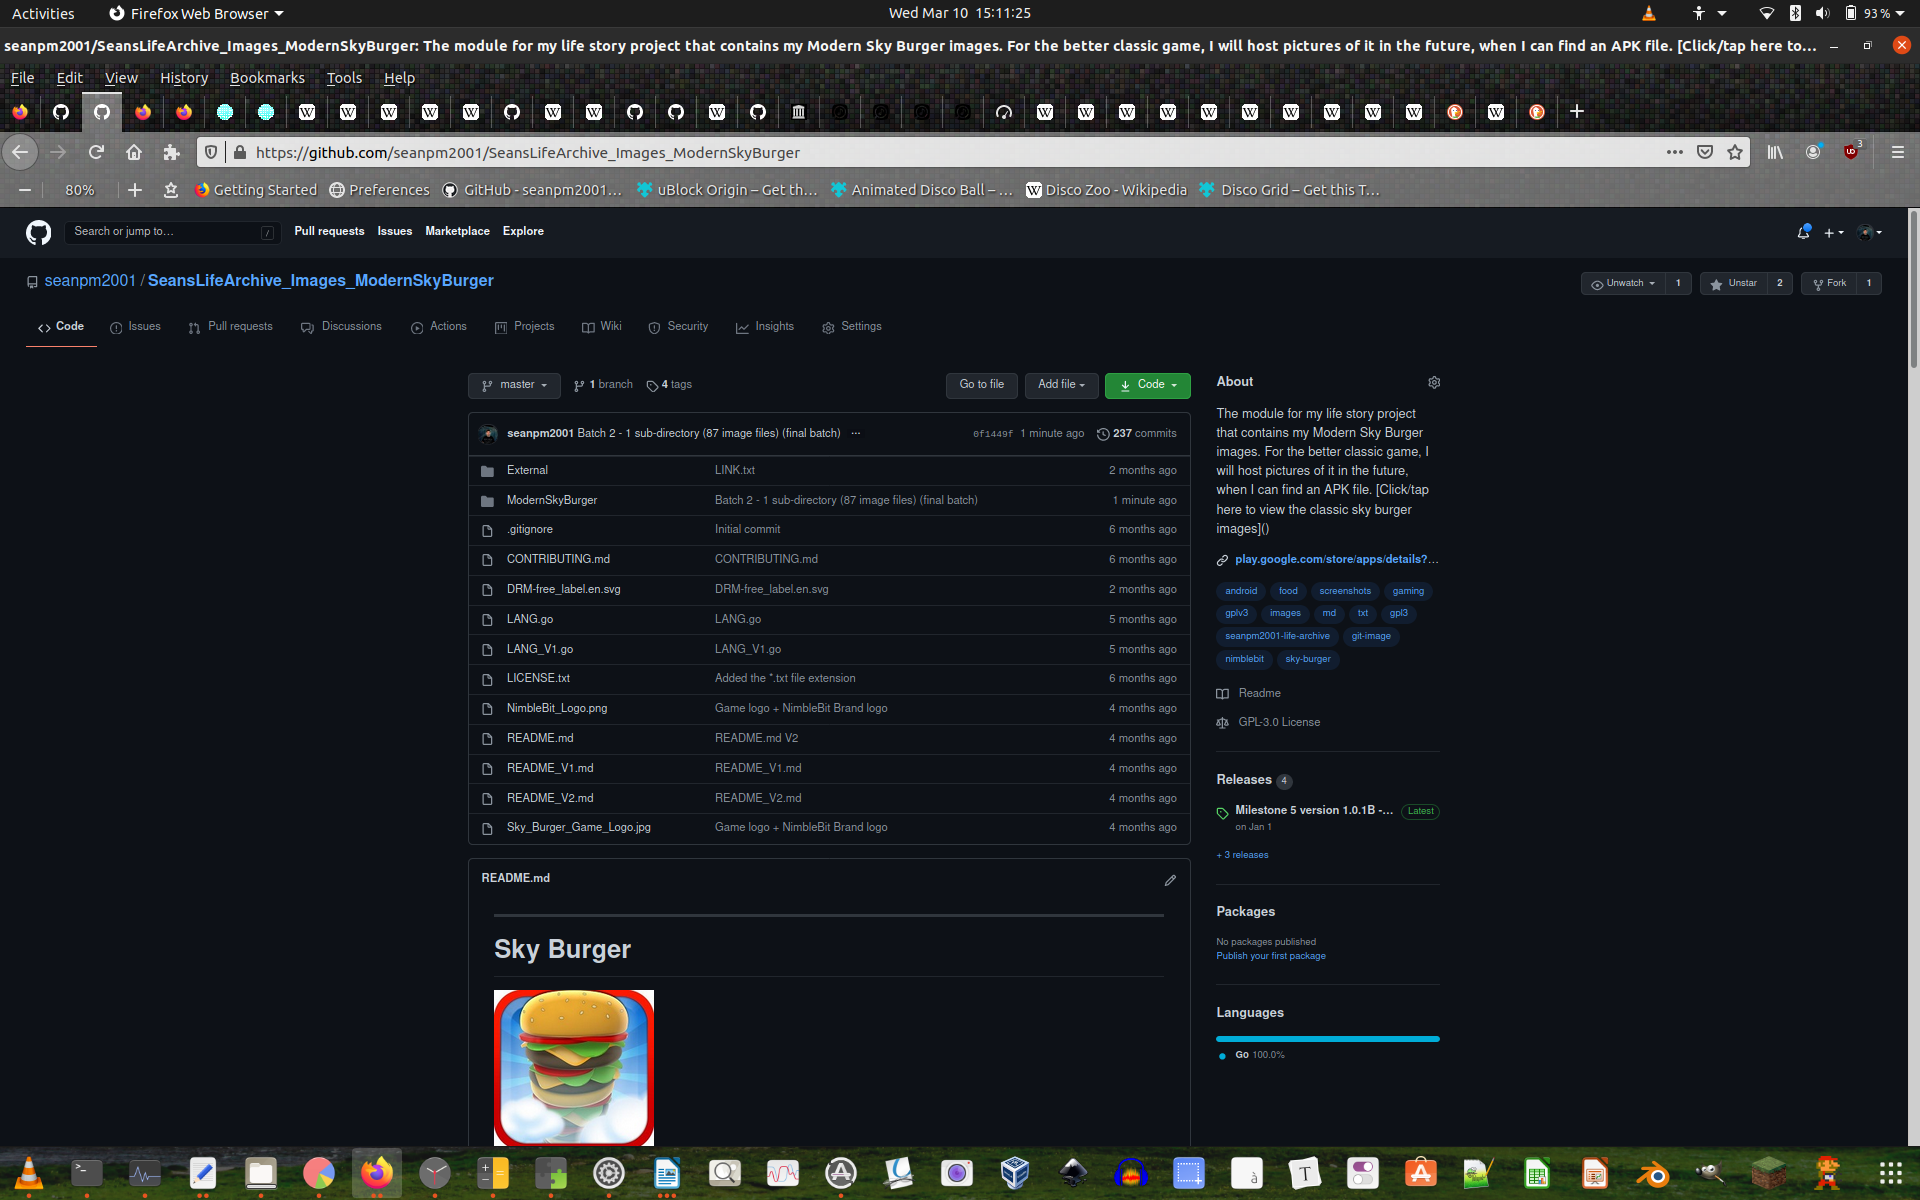 Activities
Firefox Web Browser
Wed Mar 10 15:11:25
93 %
seanpm2001/SeansLifeArchive_Images_ModernSkyBurger: The module for my life story project that contains my Modern Sky Burger images. For the better classic game, I will host pictures of it in the future, when I can find an APK file. [Click/tap here to...
File Edit View History Bookmarks Tools Help
https://github.com/seanpm2001/SeansLifeArchive_Images_ModernSkyBurger
3
80%
Getting Started
Preferences
GitHub - seanpm2001...
uBlock Origin – Get th...
Animated Disco Ball – ...
Disco Zoo - Wikipedia
Disco Grid – Get this T...
Search or jump to...
/
Pull requests Issues Marketplace Explore
seanpm2001 / SeansLifeArchive_Images_ModernSkyBurger
Unwatch 1
Unstar 2
Fork 1
Code Issues Pull requests Discussions Actions Projects Wiki Security Insights Settings
master
1 branch
4 tags
Go to file
Add file
Code
seanpm2001 Batch 2 - 1 sub-directory (87 image files) (final batch) ... 0f1449f 1 minute ago 237 commits
External LINK.txt 2 months ago
ModernSkyBurger Batch 2 - 1 sub-directory (87 image files) (final batch) 1 minute ago
.gitignore Initial commit 6 months ago
CONTRIBUTING.md CONTRIBUTING.md 6 months ago
DRM-free_label.en.svg DRM-free_label.en.svg 2 months ago
LANG.go LANG.go 5 months ago
LANG_V1.go LANG_V1.go 5 months ago
LICENSE.txt Added the *.txt file extension 6 months ago
NimbleBit_Logo.png Game logo + NimbleBit Brand logo 4 months ago
README.md README.md V2 4 months ago
README_V1.md README_V1.md 4 months ago
README_V2.md README_V2.md 4 months ago
Sky_Burger_Game_Logo.jpg Game logo + NimbleBit Brand logo 4 months ago
README.md
Sky Burger
About
The module for my life story project
that contains my Modern Sky Burger
images. For the better classic game, I
will host pictures of it in the future,
when I can find an APK file. [Click/tap
here to view the classic sky burger
images]()
play.google.com/store/apps/details?...
android food screenshots gaming
gplv3 images md txt gpl3
seanpm2001-life-archive git-image
nimblebit sky-burger
Readme
GPL-3.0 License
Releases 4
Milestone 5 version 1.0.1B -... Latest
on Jan 1
+ 3 releases
Packages
No packages published
Publish your first package
Languages
Go 100.0%